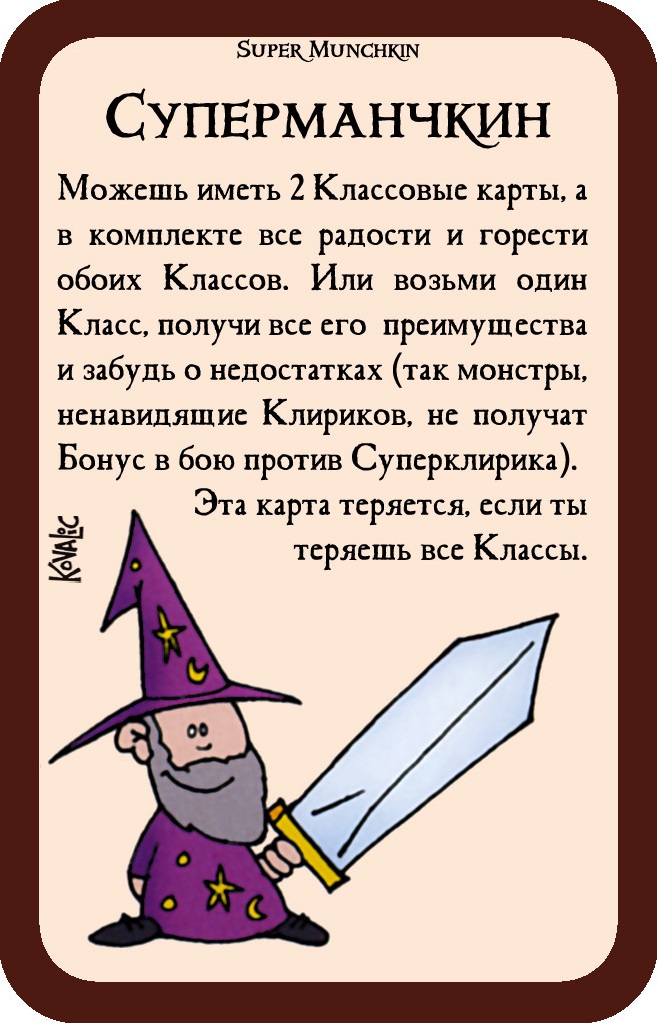 Super Munchkin
Суперманчкин
Можешь иметь 2 Классовые карты, а
в комплекте все радости и горести
обоих Классов. Или возьми один
Класс, получи все его преимущества
и забудь о недостатках (так монстры,
ненавидящие Клириков, не получат
Бонус в бою против Суперклирика).
Эта карта теряется, если ты
теряешь все Классы.
Kovalic